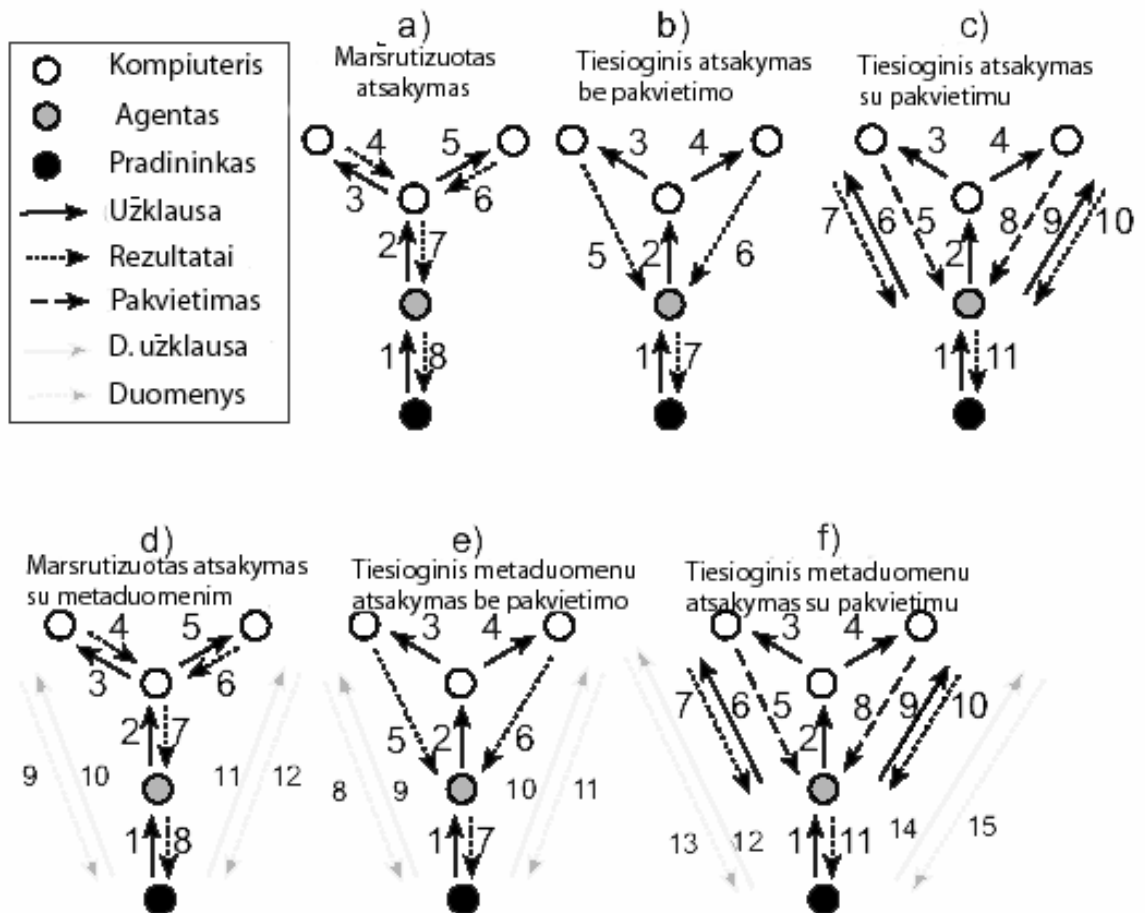 Kompiuteris
Agentas
Pradininkas
Užklausa
Rezultatai
Pakvietimas
D. užklausa
Duomenys
a)
Marsrutizuotas
atsakymas
4 5
3 6
2 7
1 8
b)
Tiesioginis atsakymas
be pakvietimo
3 4
5 2 6
1 7
c)
Tiesioginis atsakymas
su pakvietimu
3 4
7 6 5 8 9 10
2
1 11
d)
Marsrutizuotas atsakymas
su metaduomenim
4 5
3 6
2 7
9 10 11 12
1 8
e)
Tiesioginis metaduomenu
atsakymas be pakvietimo
3 4
5 2 6
8 9 10 11
1 7
f)
Tiesioginis metaduomenu
atsakymas su pakvietimu
3 4
7 6 5 8 9 10
2
13 12 1 11 14 15